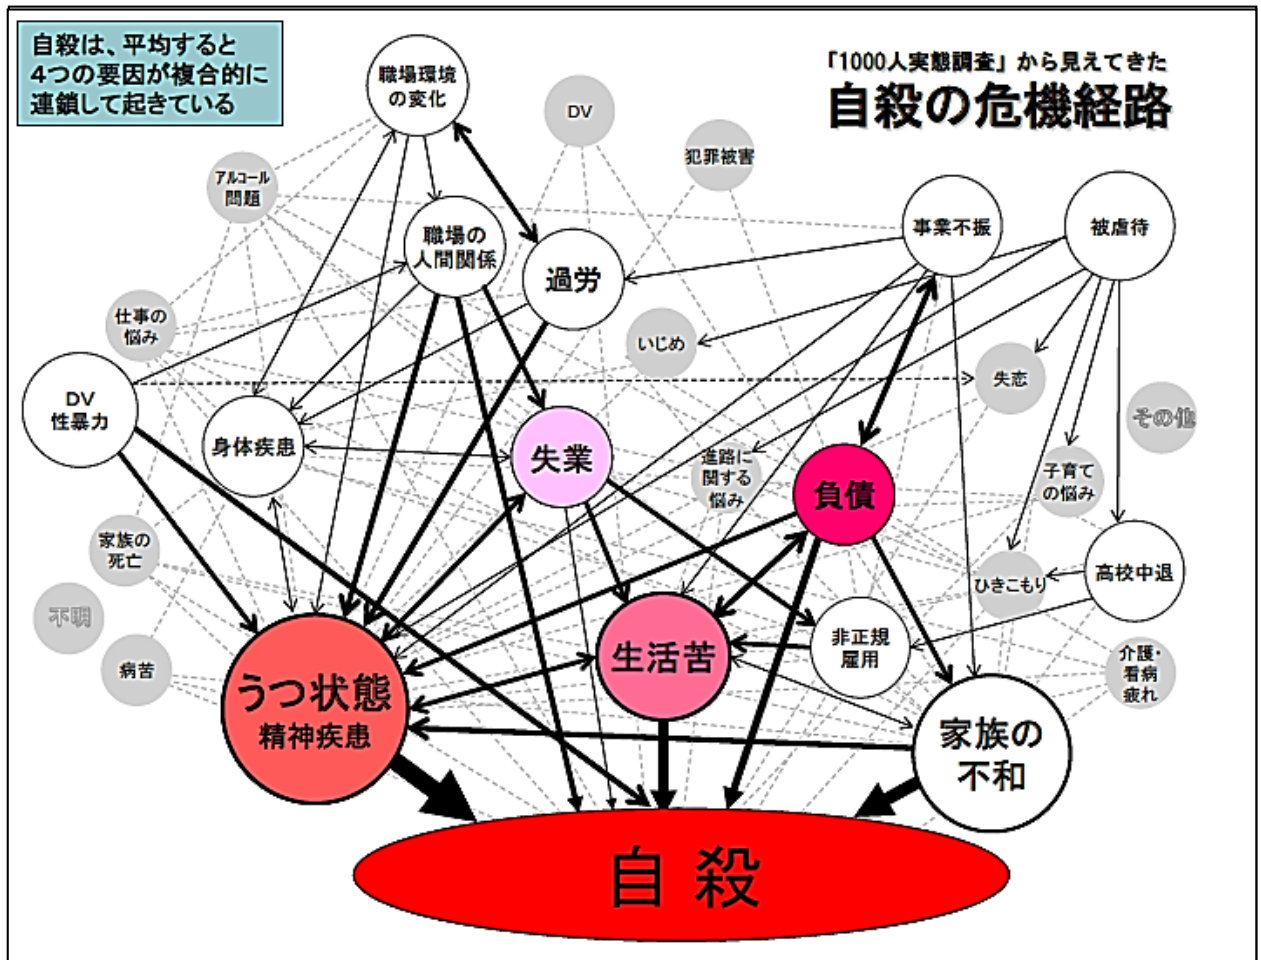 自殺は、平均すると
4つの要因が複合的に
連鎖して起きている
「1000人実態調査」から見えてきた
自殺の危機経路
職場環境
の変化
DV
犯罪被害
アルコール
問題
職場の
人間関係
過労
事業不振
被虐待
仕事の
悩み
いじめ
失恋
DV
性暴力
その他
身体疾患
失業
進路に
関する
悩み
負債
子育て
の悩み
家族の
死亡
ひきこもり
高校中退
不明
病苦
うつ状態
精神疾患
生活苦
非正規
雇用
介護・
看病
疲れ
家族の
不和
自殺